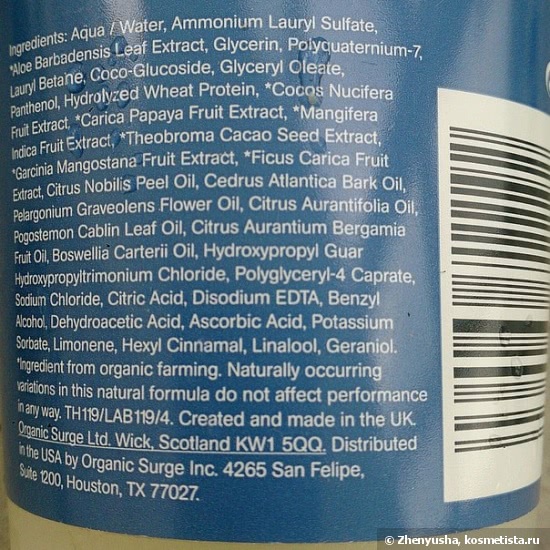 Ingredients: Aqua / Water, Ammonium Lauryl Sulfate,
*Aloe Barbadensis Leaf Extract, Glycerin, Polyquaternium-7,
Lauryl Betaine, Coco-Glucoside, Glyceryl Oleate,
Panthenol, Hydrolyzed Wheat Protein, *Cocos Nucifera
Fruit Extract, *Carica Papaya Fruit Extract, *Mangifera
Indica Fruit Extract, *Theobroma Cacao Seed Extract,
*Garcinia Mangostana Fruit Extract, *Ficus Carica Fruit
Extract, Citrus Nobilis Peel Oil, Cedrus Atlantica Bark Oil,
Pelargonium Graveolens Flower Oil, Citrus Aurantifolia Oil,
Pogostemon Cablin Leaf Oil, Citrus Aurantium Bergamia
Fruit Oil, Boswellia Carterii Oil, Hydroxypropyl Guar
Hydroxypropyltrimonium Chloride, Polyglyceryl-4 Caprate,
Sodium Chloride, Citric Acid, Disodium EDTA, Benzyl
Alcohol, Dehydroacetic Acid, Ascorbic Acid, Potassium
Sorbate, Limonene, Hexyl Cinnamal, Linalool, Geraniol.
*Ingredient from organic farming. Naturally occurring
variations in this natural formula do not affect performance
in any way. TH119/LAB119/4. Created and made in the UK.
Organic Surge Ltd. Wick, Scotland KW1 5QQ. Distributed
in the USA by Organic Surge Inc. 4265 San Felipe,
Suite 1200, Houston, TX 77027.
© Zhenyusha, kosmetista.ru